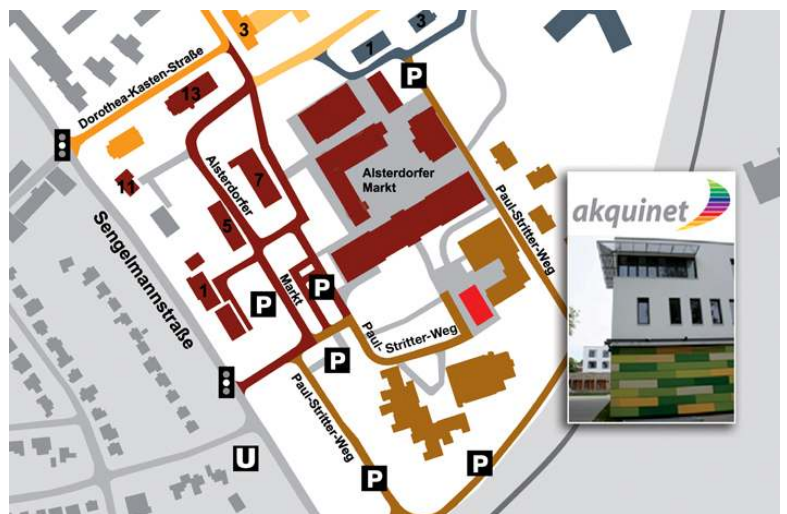 3
3
1
P
Dorothea-Kasten-Straße
13
Alsterdorfer
Markt
7
11
Alsterdorfer
5
Paul-Stritter-Weg
akquinet
Sengelmannstraße
Markt
1
P
P
Paul-
Stritter-Weg
P
Paul-Stritter-Weg
U
P
P